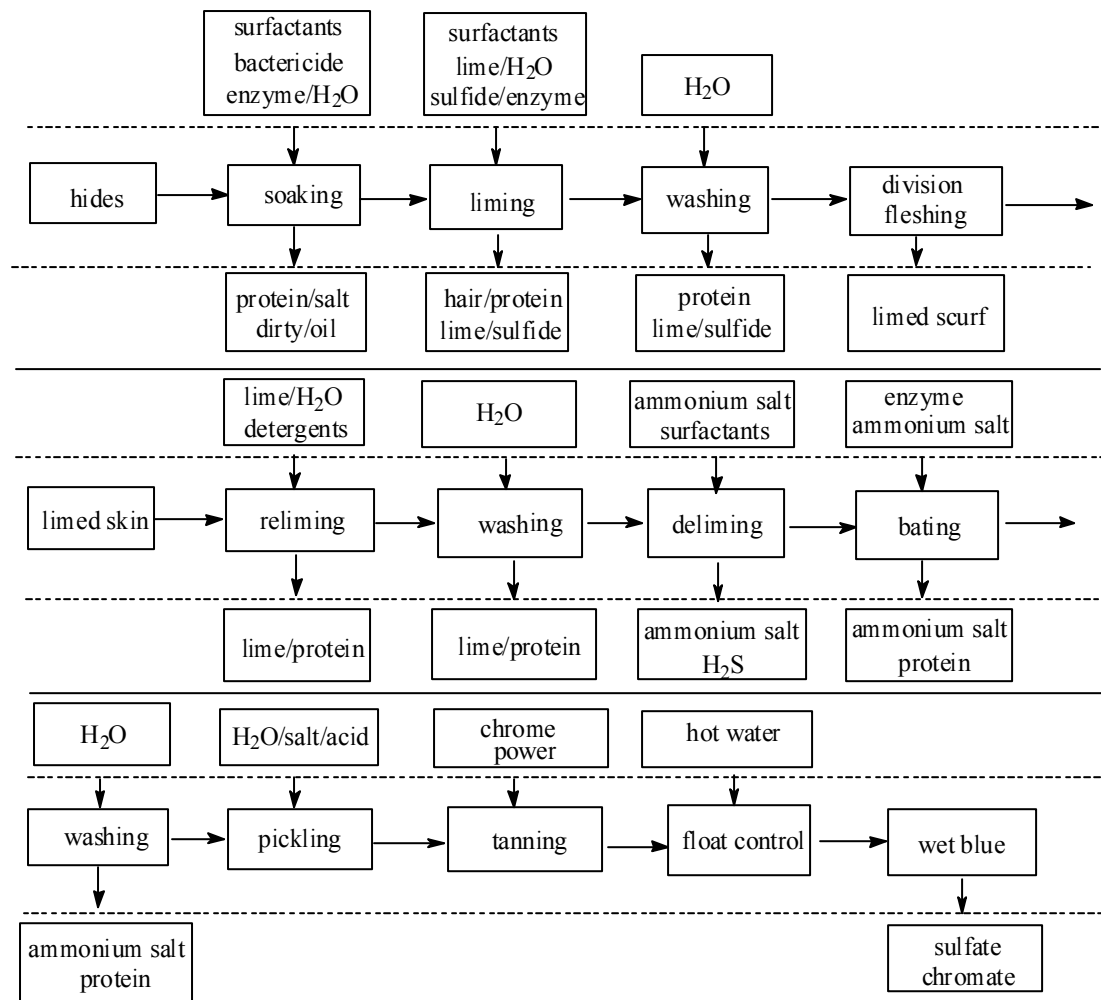 surfactants
bactericide
enzyme/H₂O
surfactants
lime/H₂O
sulfide/enzyme
H₂O
hides
soaking
liming
washing
division
fleshing
protein/salt
dirty/oil
hair/protein
lime/sulfide
protein
lime/sulfide
limed scurf
lime/H₂O
detergents
H₂O
ammonium salt
surfactants
enzyme
ammonium salt
limed skin
reliming
washing
deliming
bating
lime/protein
lime/protein
ammonium salt
H₂S
ammonium salt
protein
H₂O
H₂O/salt/acid
chrome
power
hot water
washing
pickling
tanning
float control
wet blue
ammonium salt
protein
sulfate
chromate